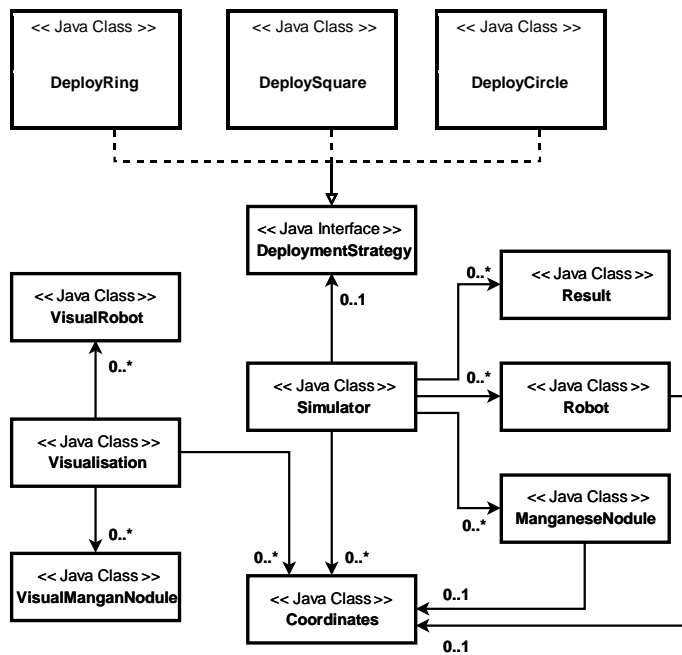 << Java Class >>
DeployRing
<< Java Class >>
DeploySquare
<< Java Class >>
DeployCircle
<< Java Interface >>
DeploymentStrategy
0..1
<< Java Class>>
VisualRobot
0..*
<< Java Class>>
Visualisation
0..*
<< Java Class>>
VisualManganNodule
<< Java Class>>
Simulator
0..*
<< Java Class>>
Result
0..*
<< Java Class>>
Robot
0..*
<< Java Class>>
ManganeseNodule
0..*
0..*
<< Java Class>>
Coordinates
0..1
0..1